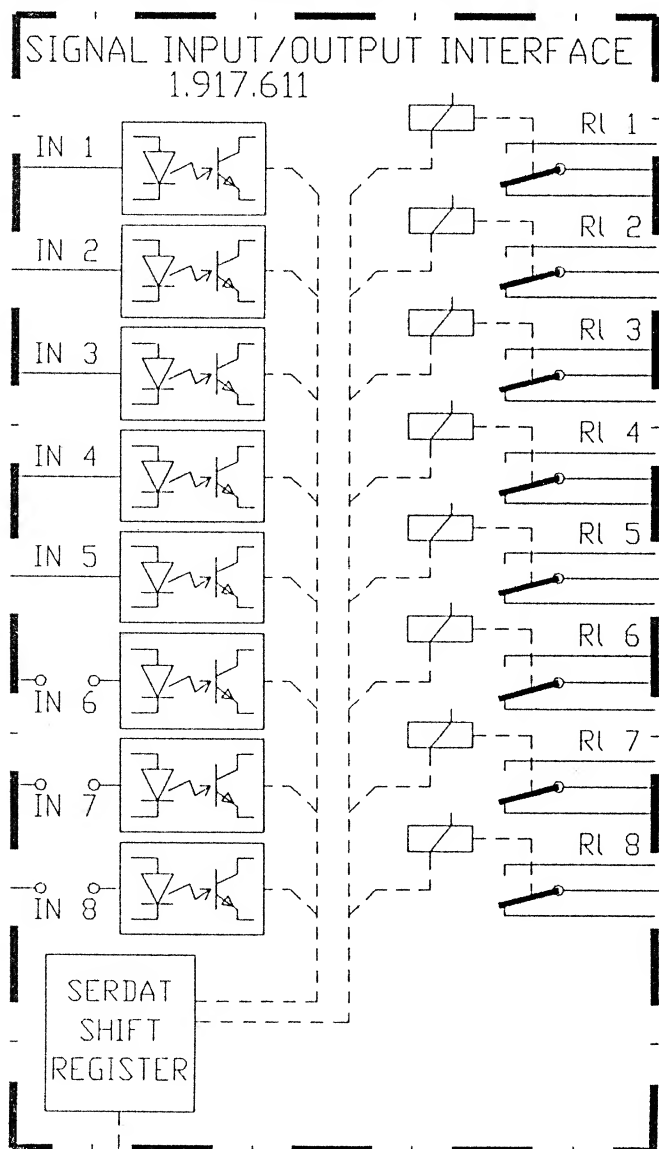 SIGNAL INPUT/OUTPUT INTERFACE
1.917.611
IN 1
Rl 1
IN 2
Rl 2
IN 3
Rl 3
IN 4
Rl 4
IN 5
Rl 5
IN 6
Rl 6
IN 7
Rl 7
IN 8
Rl 8
SERDAT
SHIFT
REGISTER